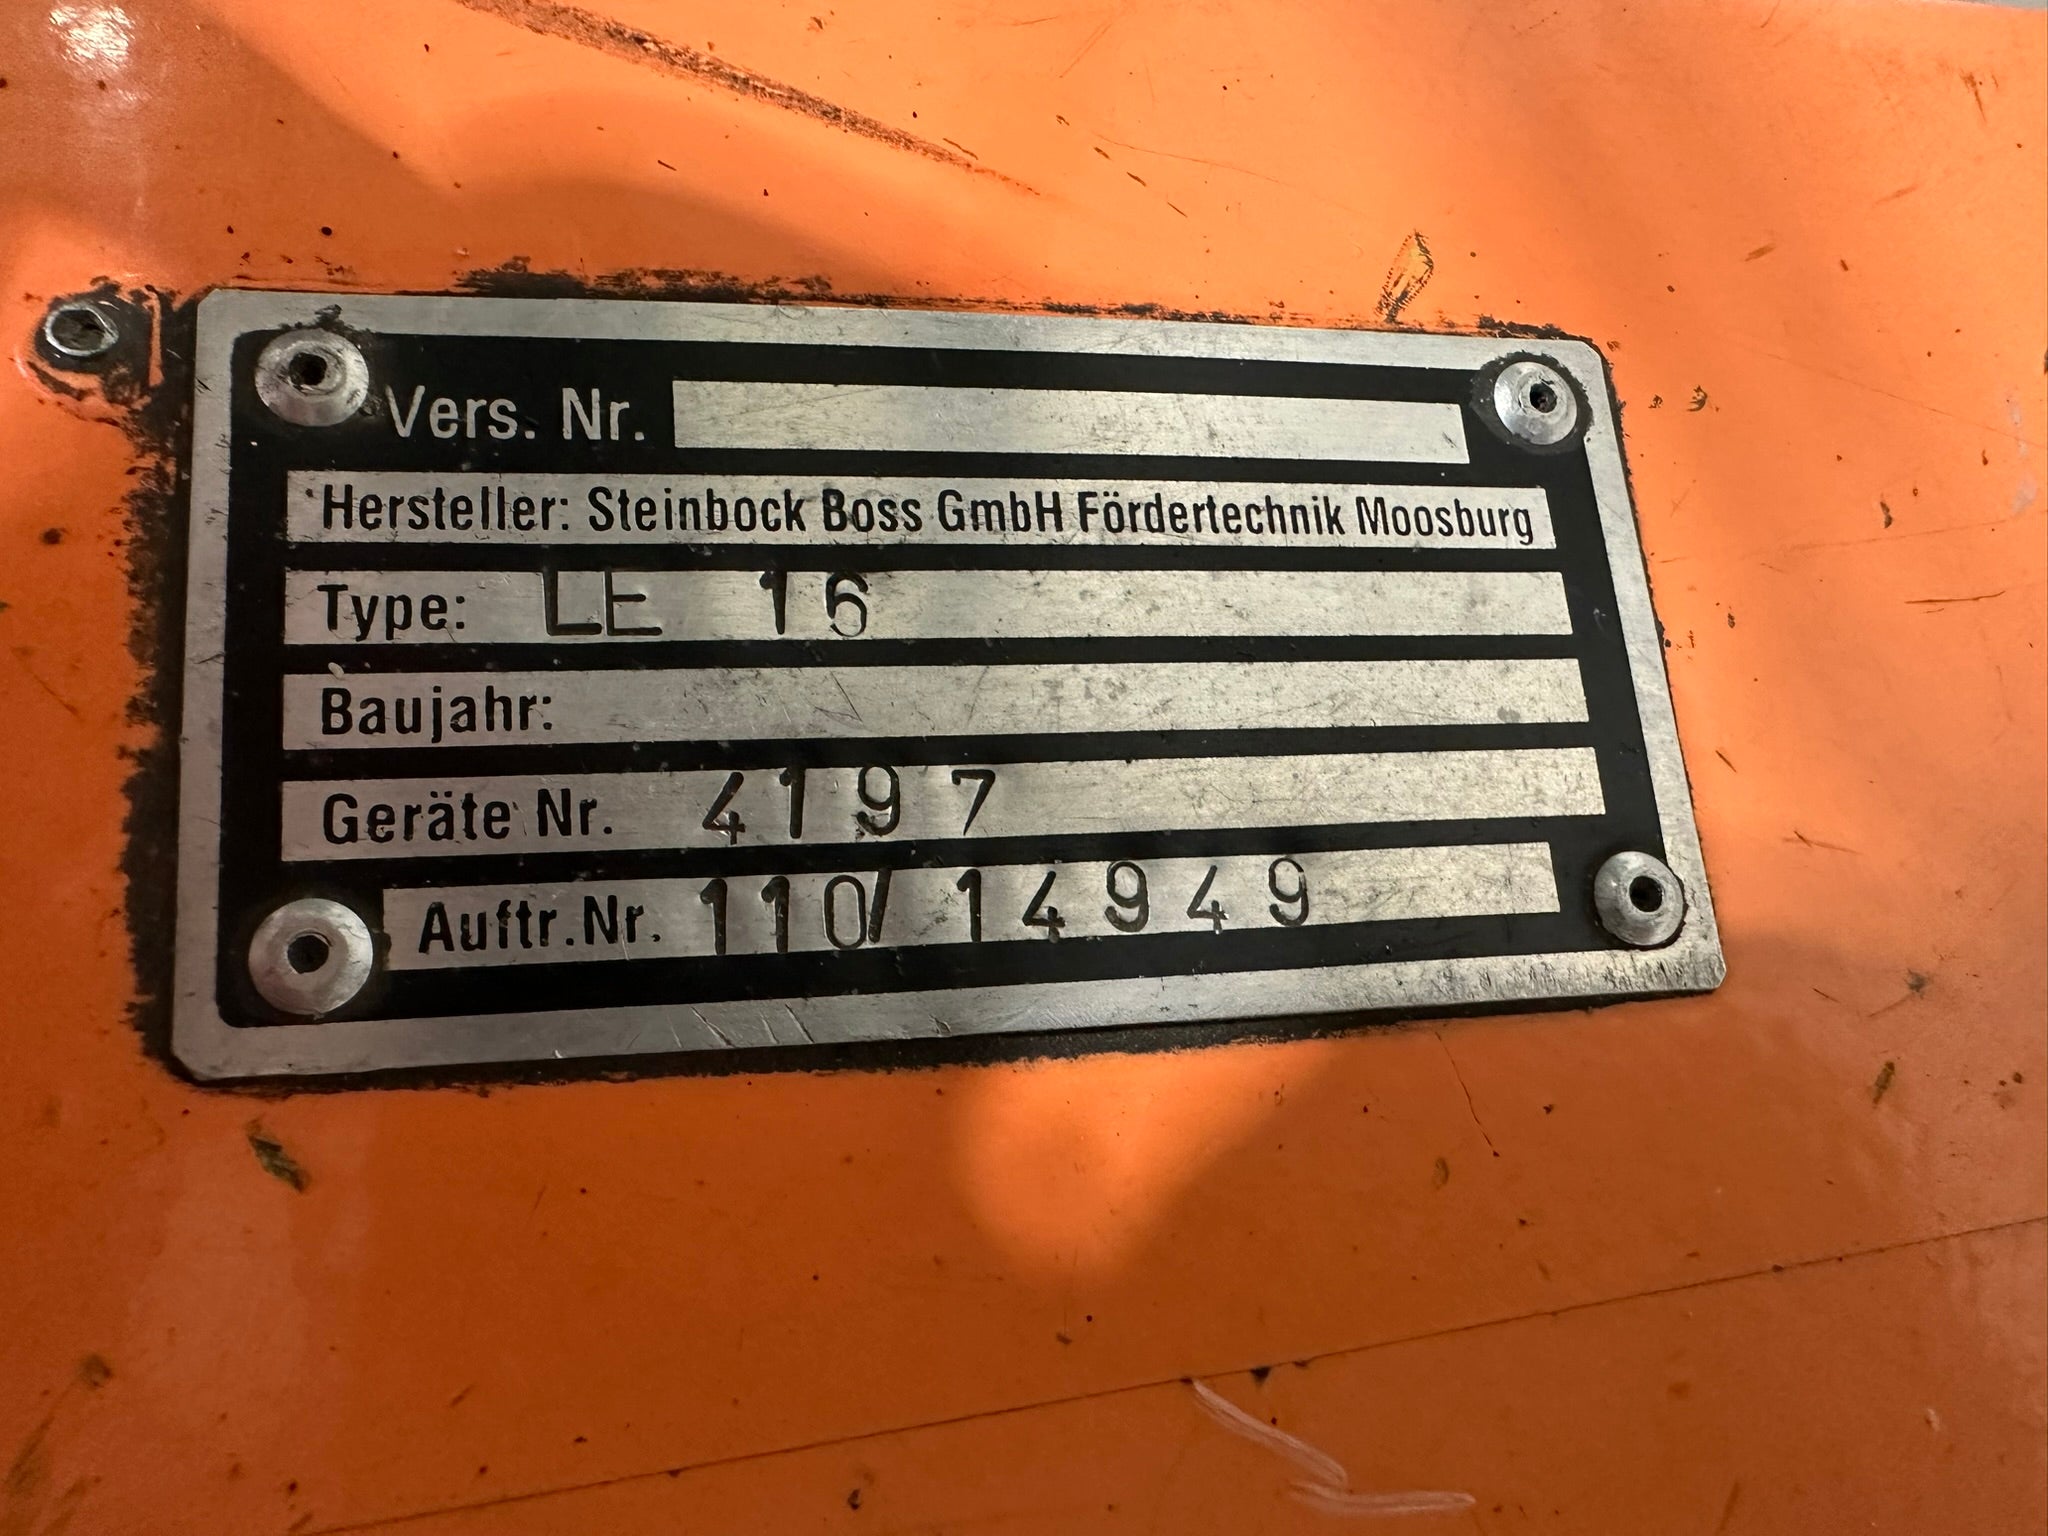 Vers. Nr.
Hersteller: Steinbock Boss GmbH Fördertechnik Moosburg
Type: LE 16
Baujahr:
Geräte Nr. 4197
Auftr.Nr. 110/14949